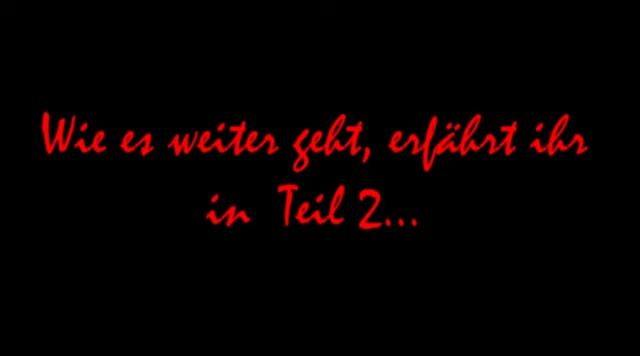 Wie es weiter geht, erfährt ihr
in Teil 2...